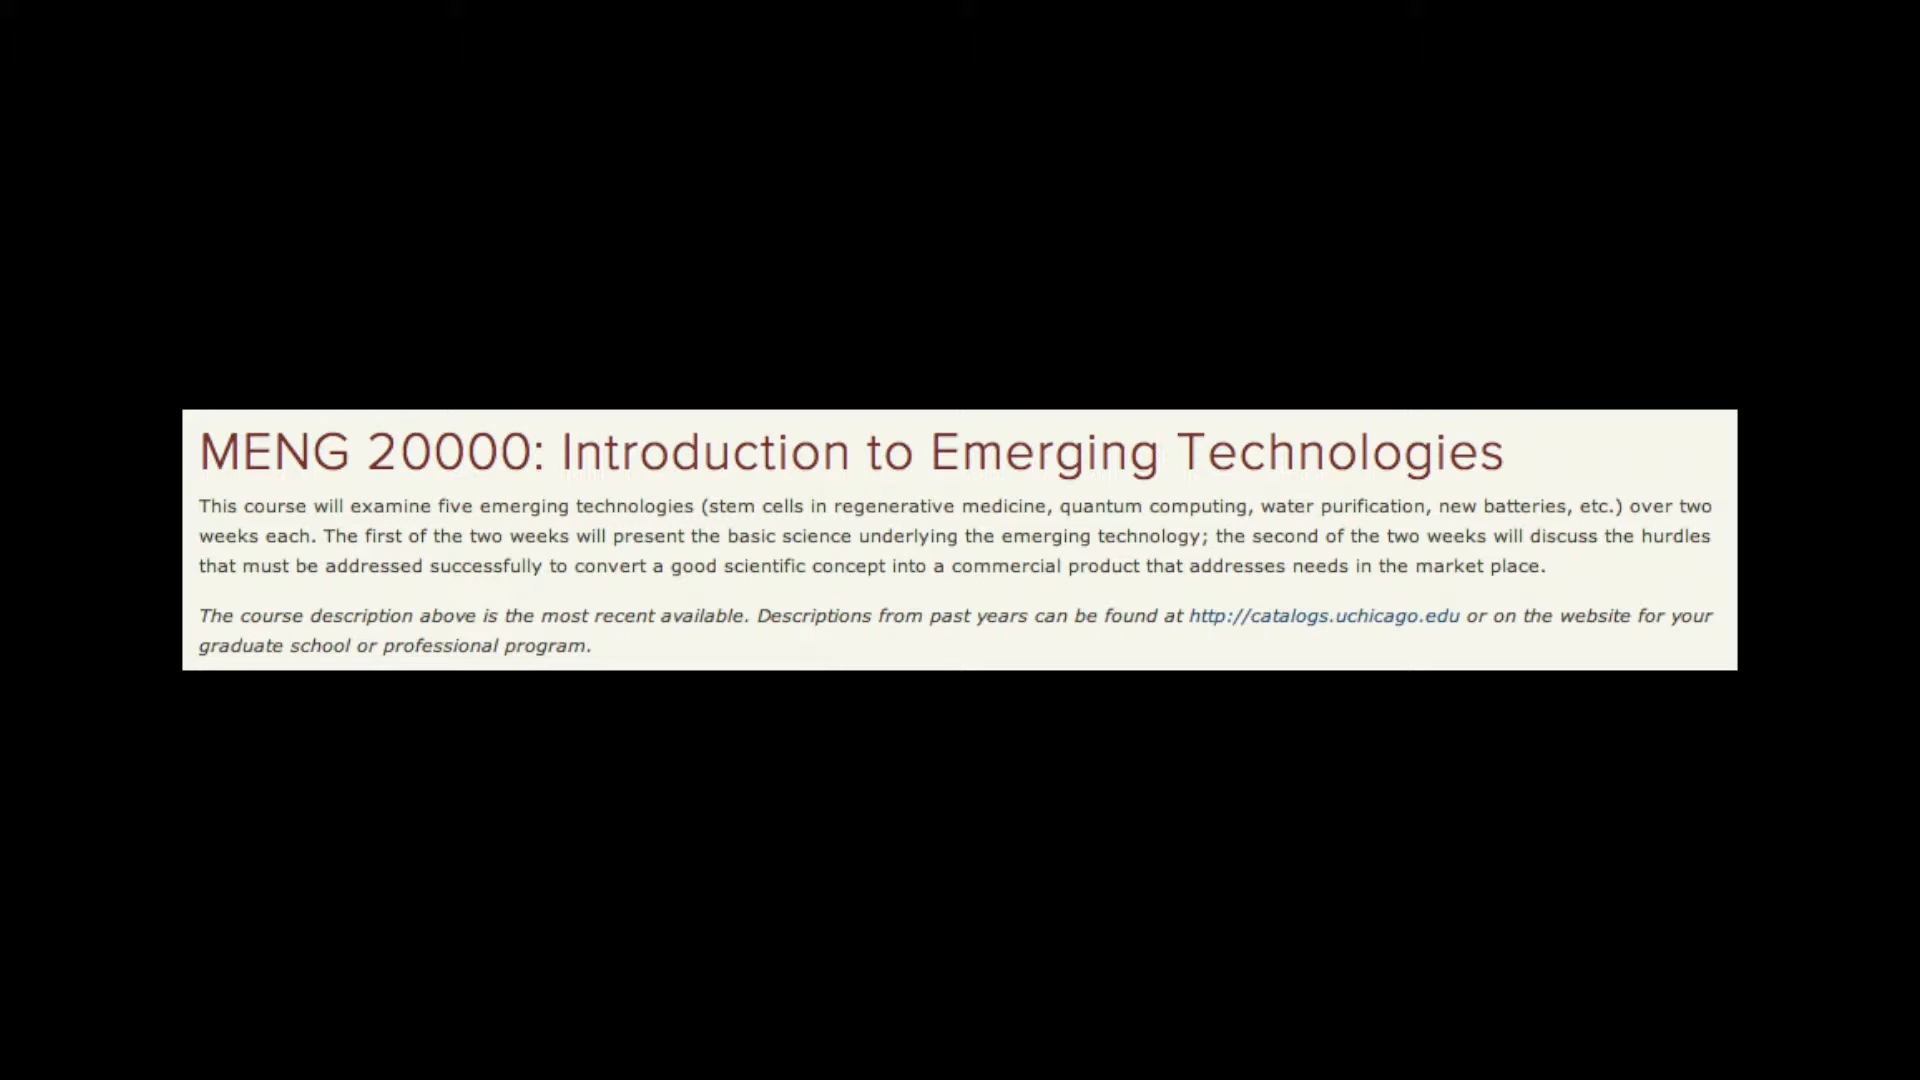 MENG 20000: Introduction to Emerging Technologies
This course will examine five emerging technologies (stem cells in regenerative medicine, quantum computing, water purification, new batteries, etc.) over two
weeks each. The first of the two weeks will present the basic science underlying the emerging technology; the second of the two weeks will discuss the hurdles
that must be addressed successfully to convert a good scientific concept into a commercial product that addresses needs in the market place.
The course description above is the most recent available. Descriptions from past years can be found at http://catalogs.uchicago.edu or on the website for your
graduate school or professional program.